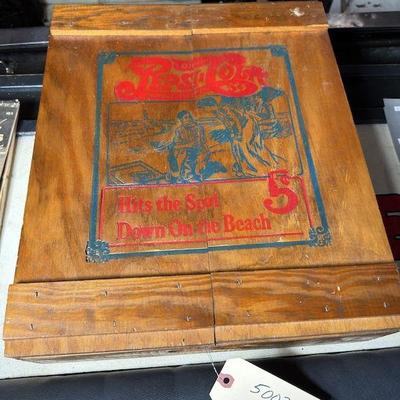 Pepsi-Cola
5¢
Hits the Spot
Down On the Beach